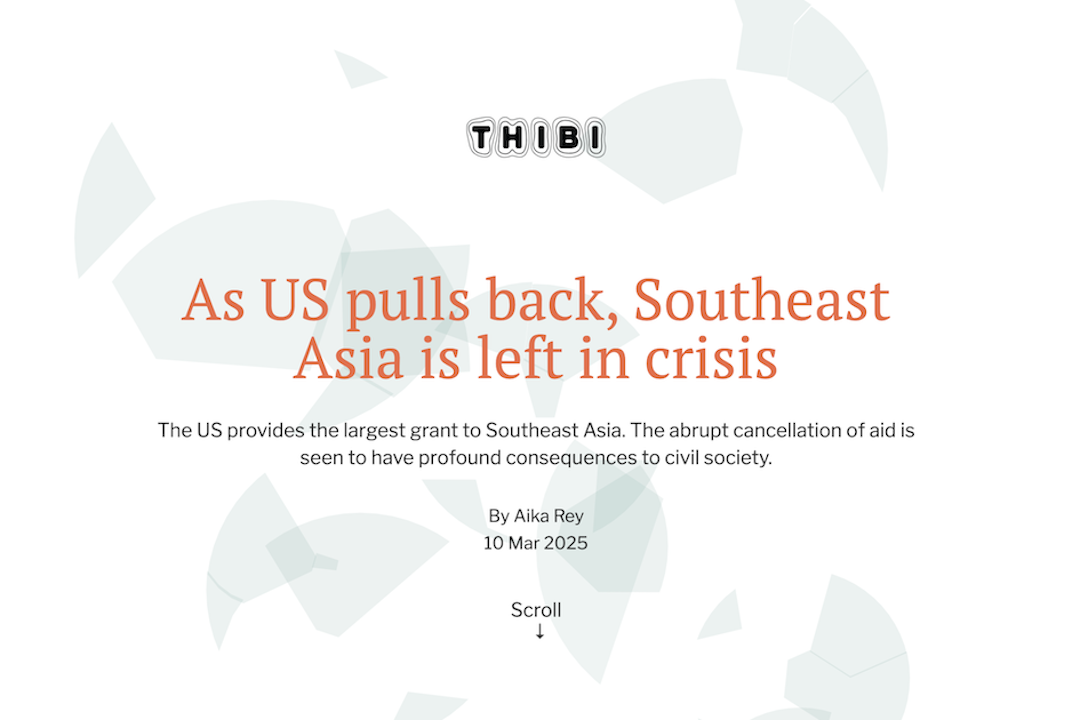 THIBI
As US pulls back, Southeast
Asia is left in crisis
The US provides the largest grant to Southeast Asia. The abrupt cancellation of aid is
seen to have profound consequences to civil society.
By Aika Rey
10 Mar 2025
Scroll
↓